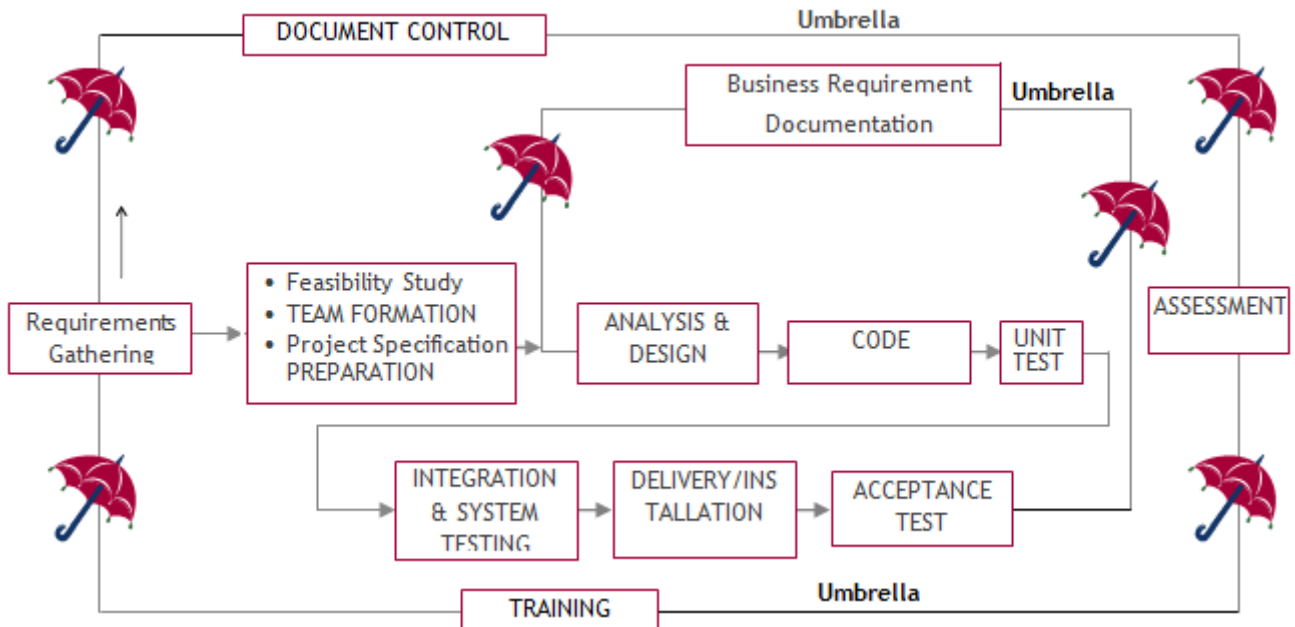 DOCUMENT CONTROL
Umbrella
Business Requirement
Documentation
Umbrella
• Feasibility Study
• TEAM FORMATION
• Project Specification
PREPARATION
Requirements
Gathering
ANALYSIS &
DESIGN
CODE
UNIT
TEST
ASSESSMENT
INTEGRATION
& SYSTEM
TESTING
DELIVERY/INS
TALLATION
ACCEPTANCE
TEST
TRAINING
Umbrella